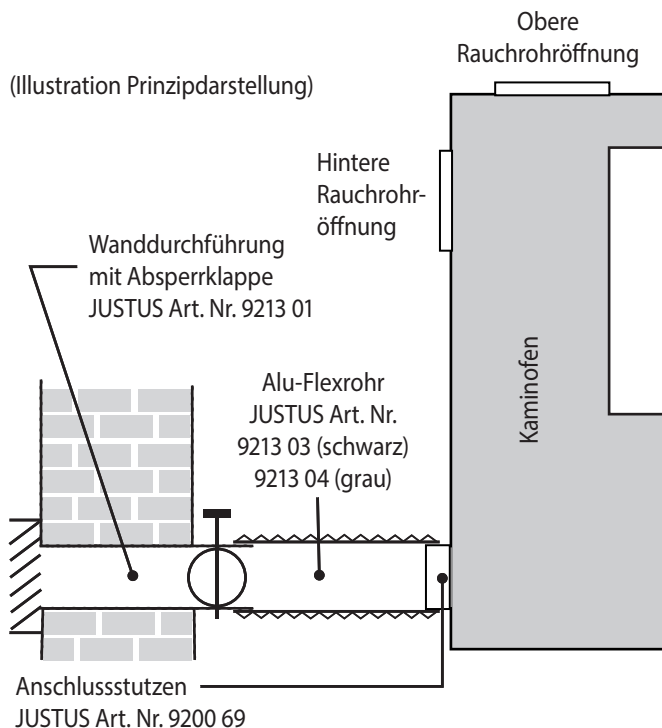 Obere
Rauchrohröffnung
(Illustration Prinzipdarstellung)
Hintere
Rauchrohr-
öffnung
Wanddurchführung
mit Absperrklappe
JUSTUS Art. Nr. 9213 01
Kaminofen
Alu-Flexrohr
JUSTUS Art. Nr.
9213 03 (schwarz)
9213 04 (grau)
Anschlussstutzen
JUSTUS Art. Nr. 9200 69